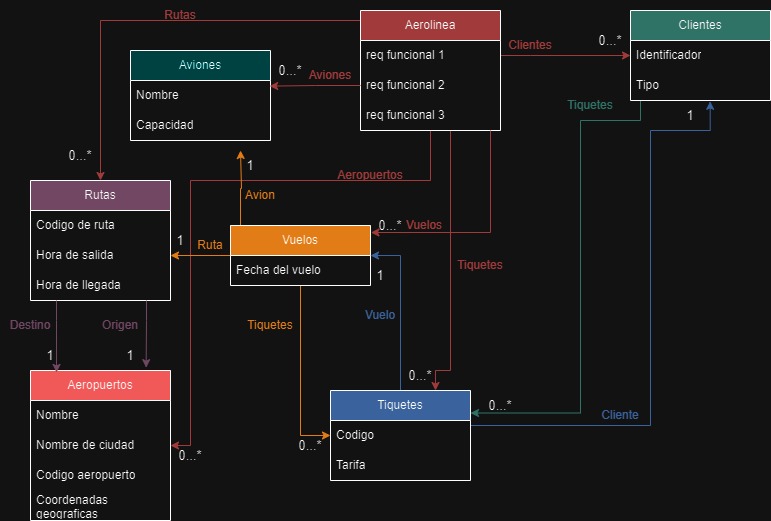 Rutas
Aerolinea
req funcional 1
req funcional 2
req funcional 3
Clientes
0...*
Clientes
Identificador
Tipo
Aviones
Nombre
Capacidad
0...*
Aviones
Tiquetes
1
0...*
Aeropuertos
1
Avion
Rutas
Codigo de ruta
Hora de salida
Hora de llegada
1
Ruta
Vuelos
Fecha del vuelo
0...*
Vuelos
Tiquetes
1
Destino
Origen
1
1
Tiquetes
Vuelo
0...*
Aeropuertos
Nombre
Nombre de ciudad
Codigo aeropuerto
Coordenadas
geograficas
0...*
0...*
Tiquetes
Codigo
Tarifa
0...*
Cliente